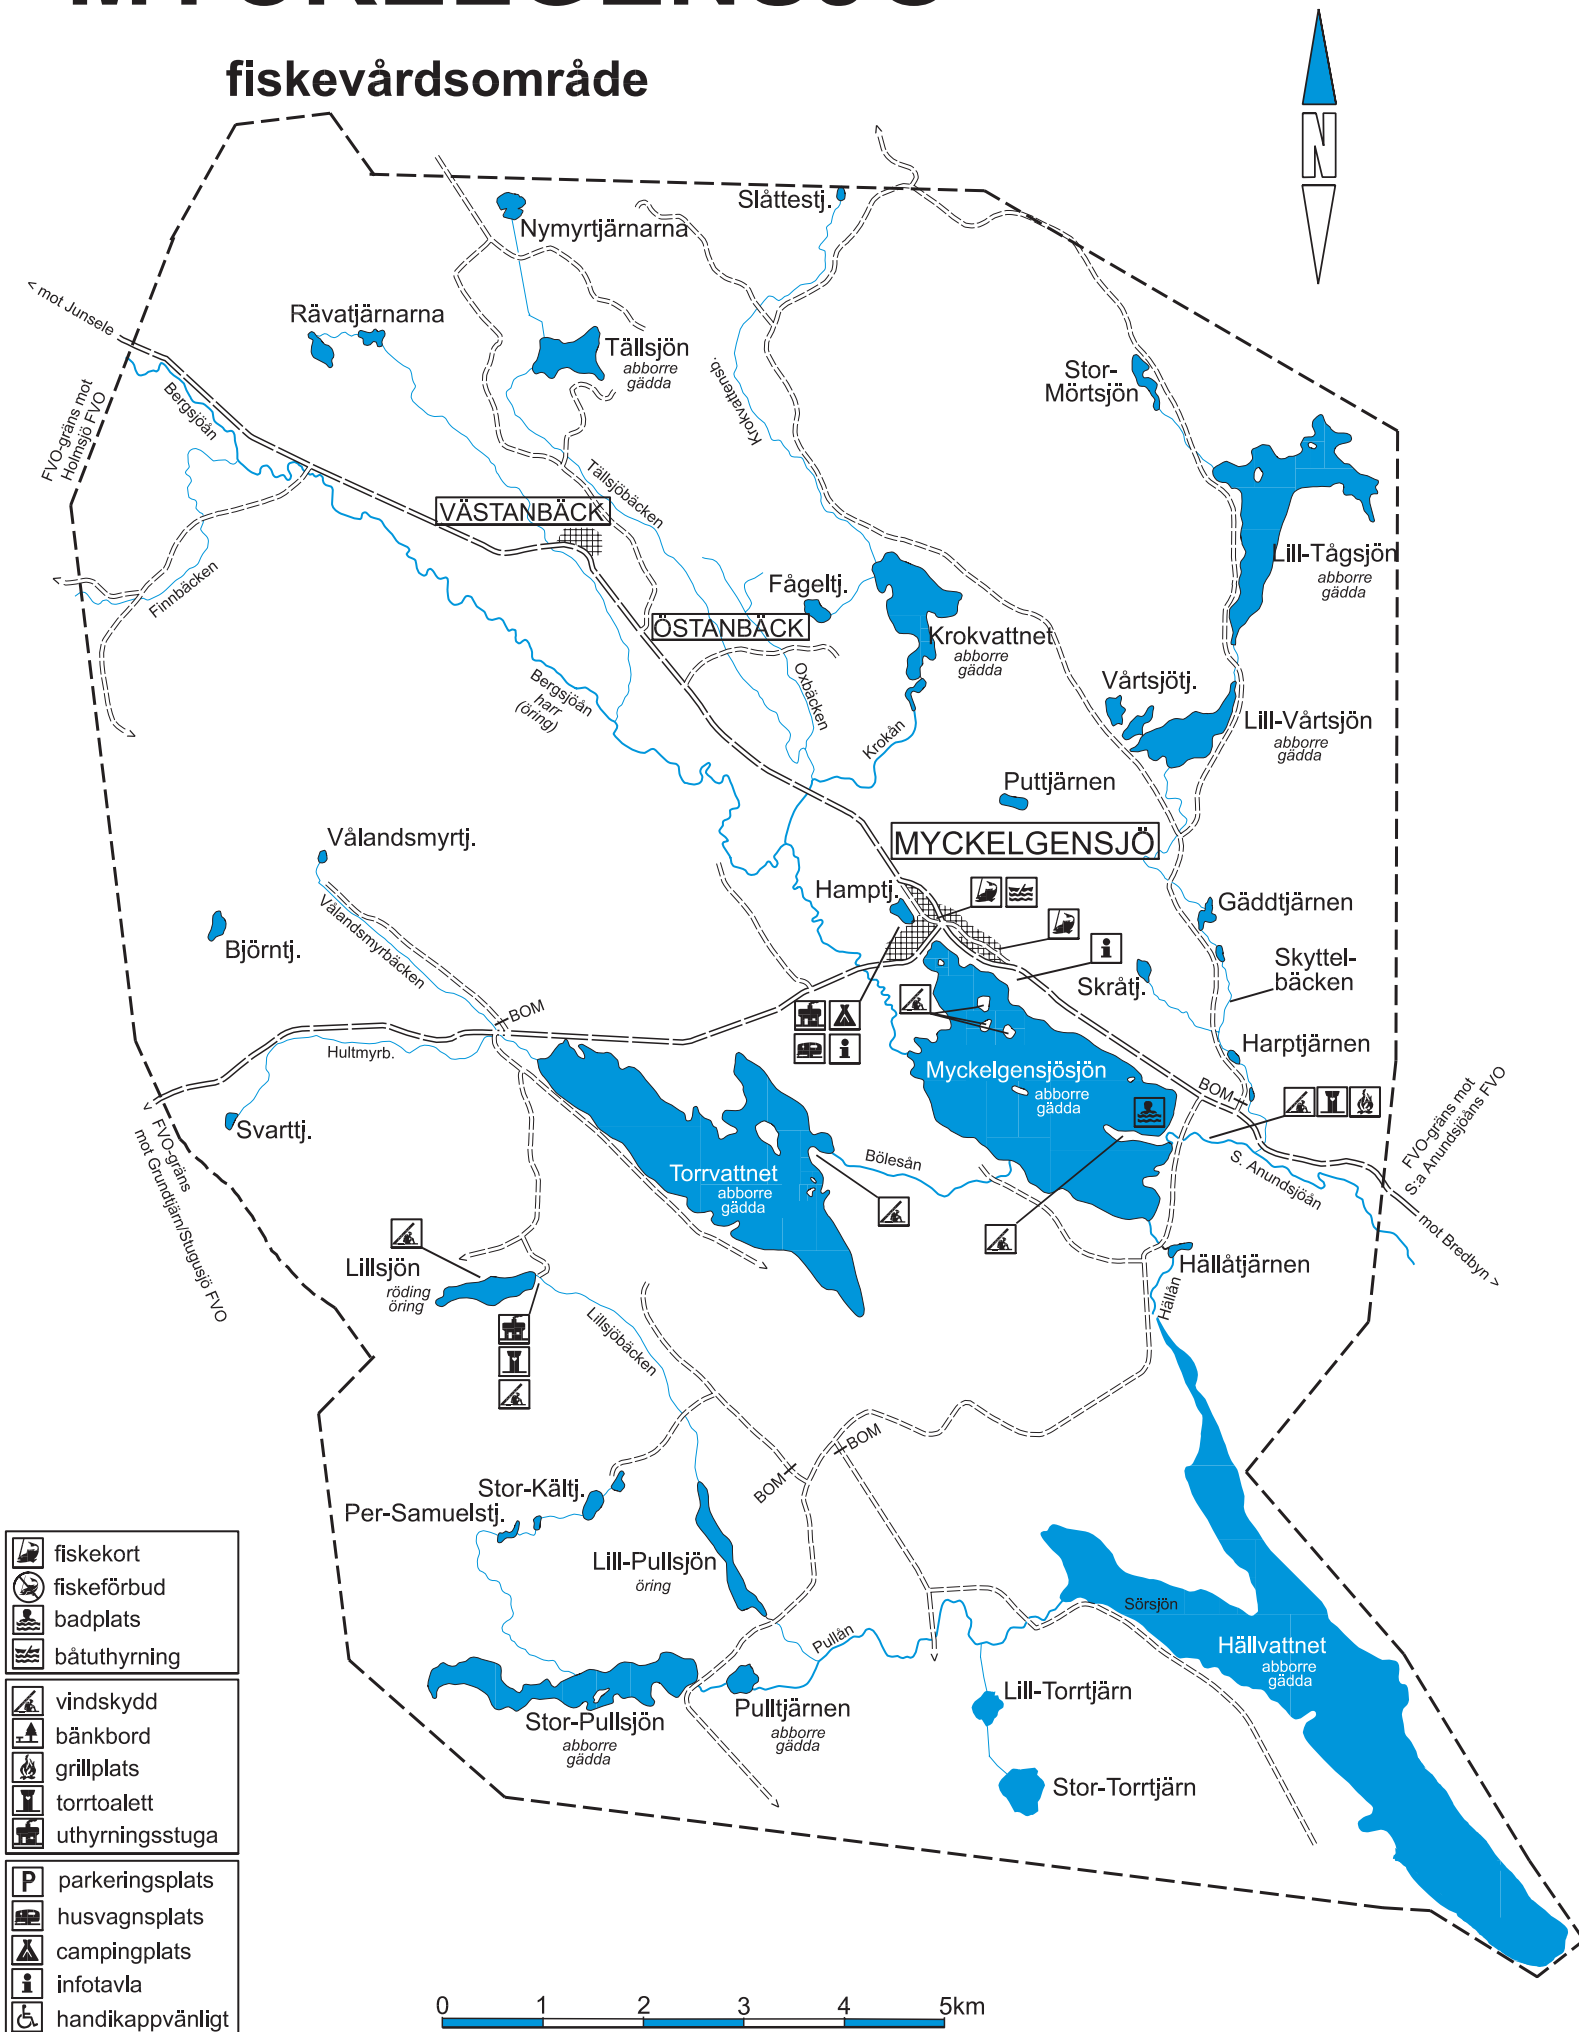 fiskevårdsområde
N
Slåttestj.
Nymyrtjärnarna
< mot Junsele
Rävatjärnarna
Tällsjön
abborre
gädda
Krokvattensb.
Stor-
Mörtsjön
Bergsjöån
FVO-gräns mot
Holmsjö FVO
Tällsjöbäcken
VÄSTANBÄCK
Lill-Tågsjön
abborre
gädda
Finnbäcken
Fågeltj.
ÖSTANBÄCK
Krokvattnet
abborre
gädda
Bergsjöån
harr
(öring)
Oxbäcken
Krokån
Vårtsjötj.
Lill-Vårtsjön
abborre
gädda
Puttjärnen
Vålandsmyrtj.
MYCKELGENSJÖ
Hamptj.
Gäddtjärnen
Vålandsmyrbäcken
Björntj.
i
Skyttel-
bäcken
Skråtj.
BOM
i
Hultmyrb.
Harptjärnen
Myckelgensjösjön
abborre
gädda
BOM
Svarttj.
< FVO-gräns
mot Grundtjärn/Stugusjö FVO
FVO-gräns mot
S:a Anundsjöåns FVO
Torrvattnet
abborre
gädda
Bölesån
S. Anundsjöån
mot Bredbyn >
Lillsjön
röding
öring
Hällåtjärnen
Hällån
Lillsjöbäcken
BOM
BOM
Stor-Kältj.
Per-Samuelstj.
Lill-Pullsjön
öring
Sörsjön
Pullån
Hällvattnet
abborre
gädda
Stor-Pullsjön
abborre
gädda
Pulltjärnen
abborre
gädda
Lill-Torrtjärn
Stor-Torrtjärn
fiskekort
fiskeförbud
badplats
båtuthyrning
vindskydd
bänkbord
grillplats
torrtoalett
uthyrningsstuga
P parkeringsplats
husvagnsplats
campingplats
i infotavla
handikappvänligt
0 1 2 3 4 5km